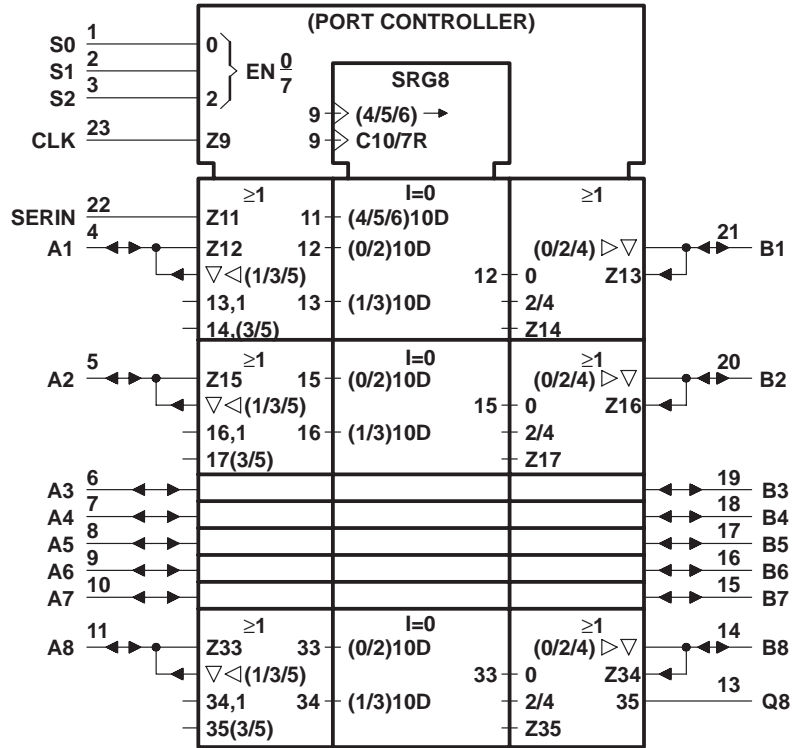 (PORT CONTROLLER)
S0 1 0
S1 2 EN 0/7
S2 3 2
SRG8
9 (4/5/6)
CLK 23 Z9 9 C10/7R
≥1 I=0 ≥1
SERIN 22 Z11 11 (4/5/6)10D
A1 4 Z12 12 (0/2)10D (0/2/4) ▷▽ 21 B1
▽◁(1/3/5) 12 0 Z13
13,1 13 (1/3)10D 2/4
14,(3/5) Z14
≥1 I=0 ≥1
A2 5 Z15 15 (0/2)10D (0/2/4) ▷▽ 20 B2
▽◁(1/3/5) 15 0 Z16
16,1 16 (1/3)10D 2/4
17(3/5) Z17
A3 6 19 B3
A4 7 18 B4
A5 8 17 B5
A6 9 16 B6
A7 10 15 B7
≥1 I=0 ≥1
A8 11 Z33 33 (0/2)10D (0/2/4) ▷▽ 14 B8
▽◁(1/3/5) 33 0 Z34
34,1 34 (1/3)10D 2/4 35 13 Q8
35(3/5) Z35